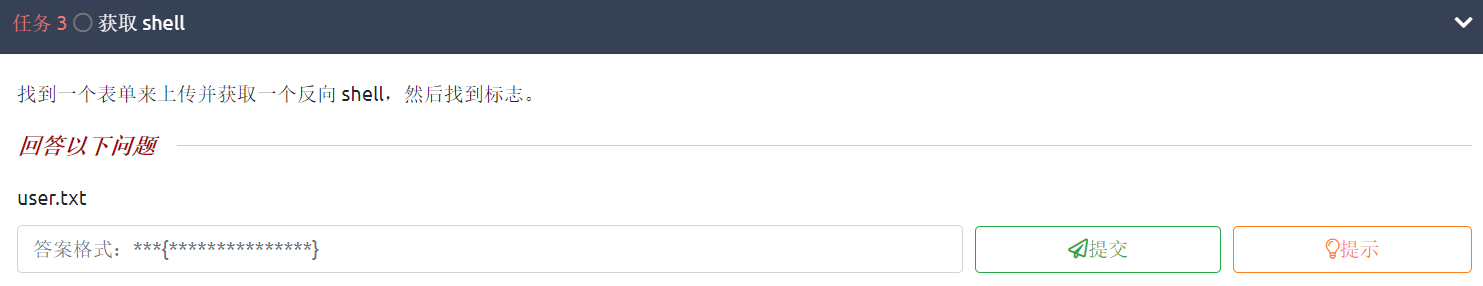 任务 3 获取 shell
找到一个表单来上传并获取一个反向 shell，然后找到标志。
回答以下问题
user.txt
答案格式：***{***************}
提交
提示